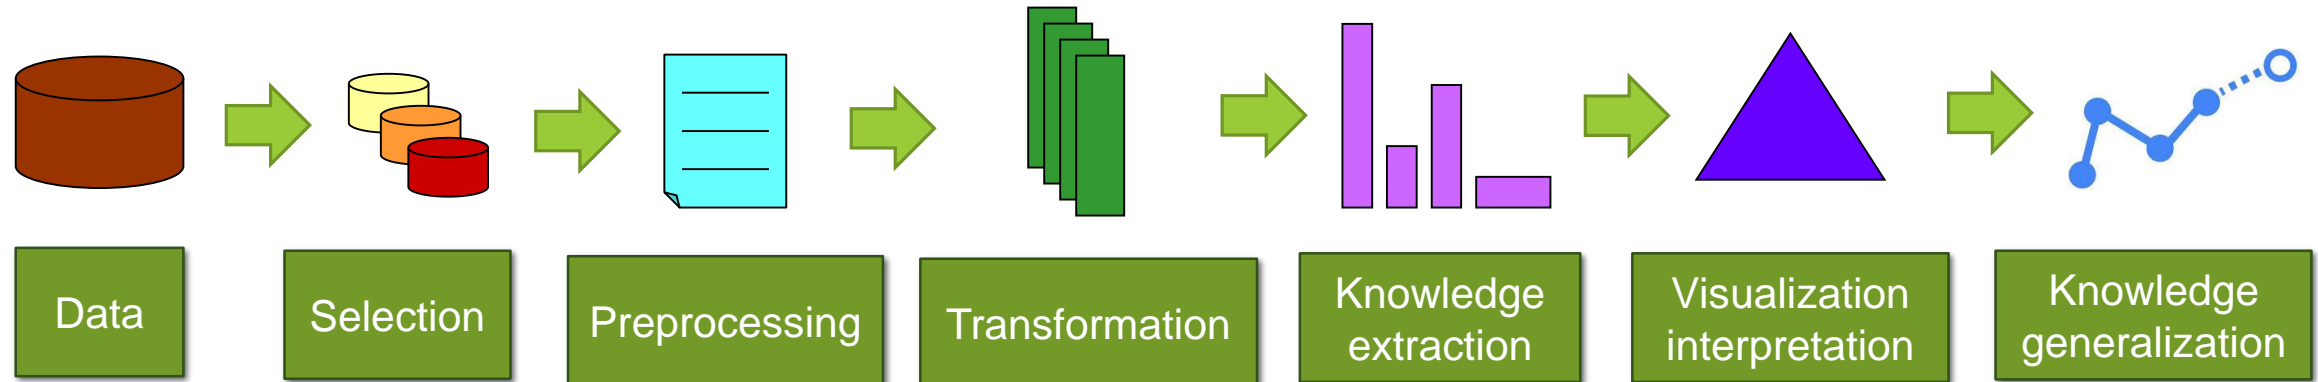 Data
Selection
Preprocessing
Transformation
Knowledge
extraction
Visualization
interpretation
Knowledge
generalization